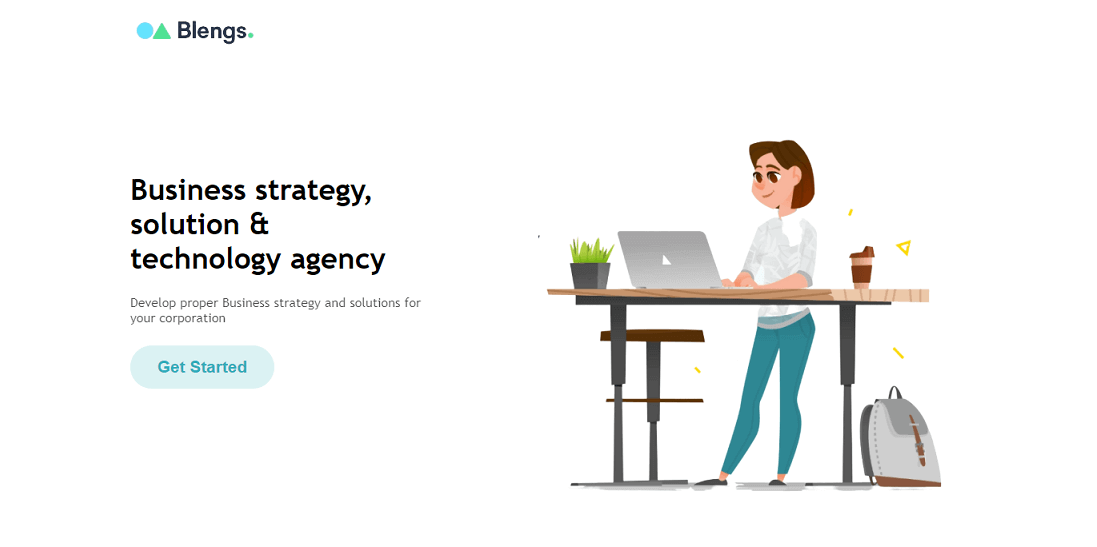 Blengs.
Business strategy,
solution &
technology agency
Develop proper Business strategy and solutions for
your corporation
Get Started